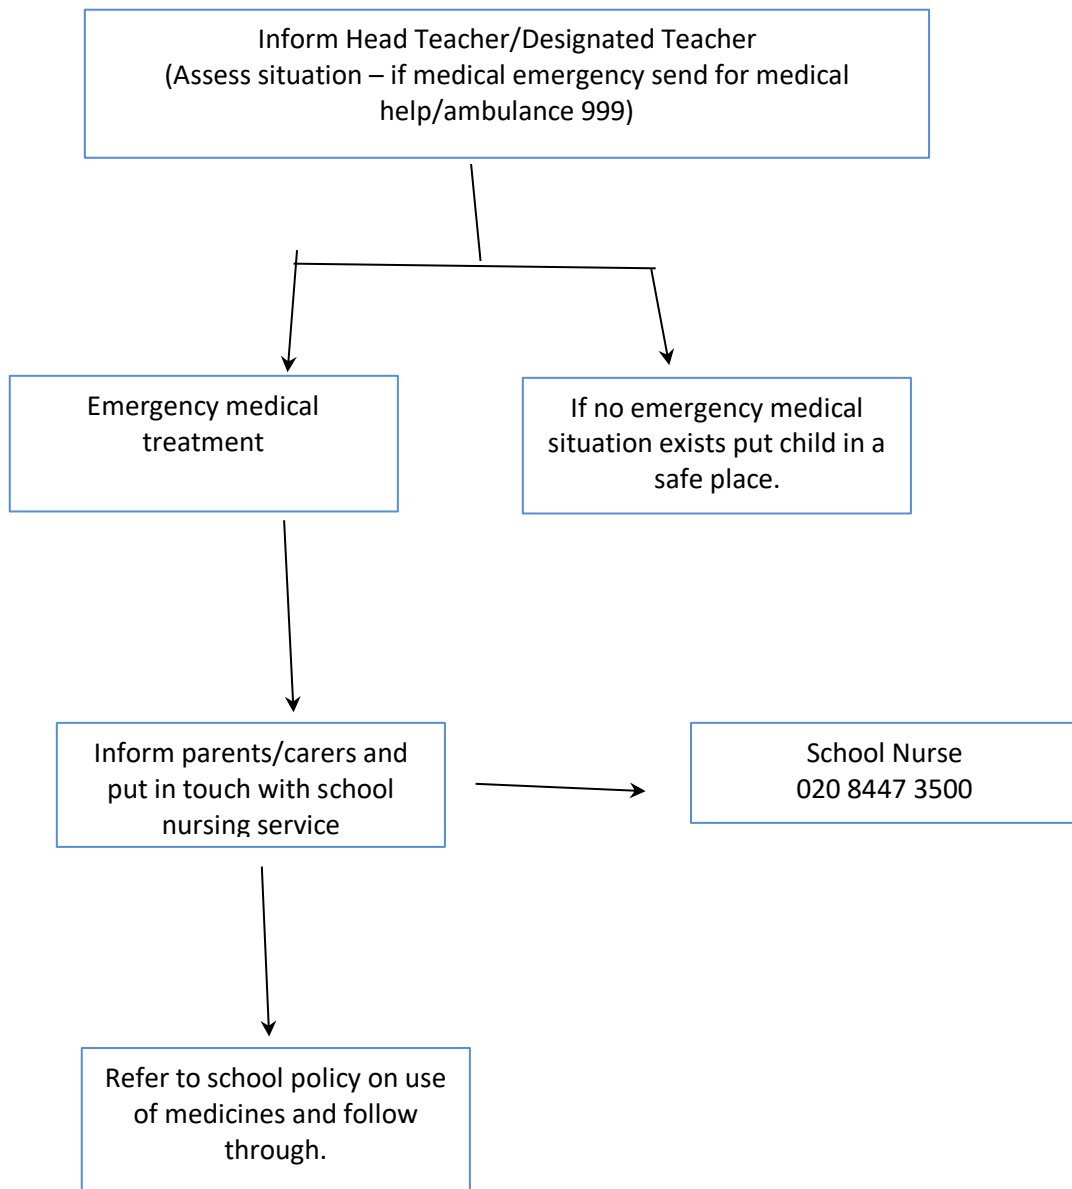 Inform Head Teacher/Designated Teacher
(Assess situation – if medical emergency send for medical
help/ambulance 999)
Emergency medical
treatment
If no emergency medical
situation exists put child in a
safe place.
Inform parents/carers and
put in touch with school
nursing service
School Nurse
020 8447 3500
Refer to school policy on use
of medicines and follow
through.